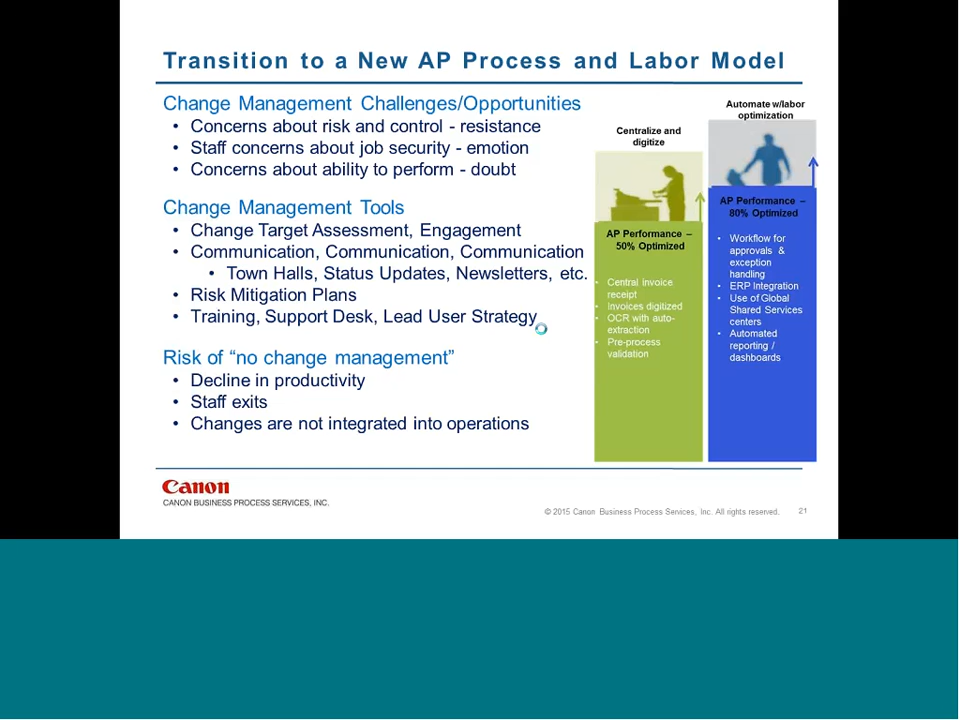 Transition to a New AP Process and Labor Model
Change Management Challenges/Opportunities
• Concerns about risk and control - resistance
• Staff concerns about job security - emotion
• Concerns about ability to perform - doubt
Change Management Tools
• Change Target Assessment, Engagement
• Communication, Communication, Communication
• Town Halls, Status Updates, Newsletters, etc.
• Risk Mitigation Plans
• Training, Support Desk, Lead User Strategy
Risk of “no change management”
• Decline in productivity
• Staff exits
• Changes are not integrated into operations
Centralize and
digitize
AP Performance –
50% Optimized
• Central invoice
receipt
• Invoices digitized
• OCR with auto-
extraction
• Pre-process
validation
Automate w/labor
optimization
AP Performance –
80% Optimized
• Workflow for
approvals &
exception
handling
• ERP Integration
• Use of Global
Shared Services
centers
• Automated
reporting /
dashboards
Canon
CANON BUSINESS PROCESS SERVICES, INC.
© 2015 Canon Business Process Services, Inc. All rights reserved.
21